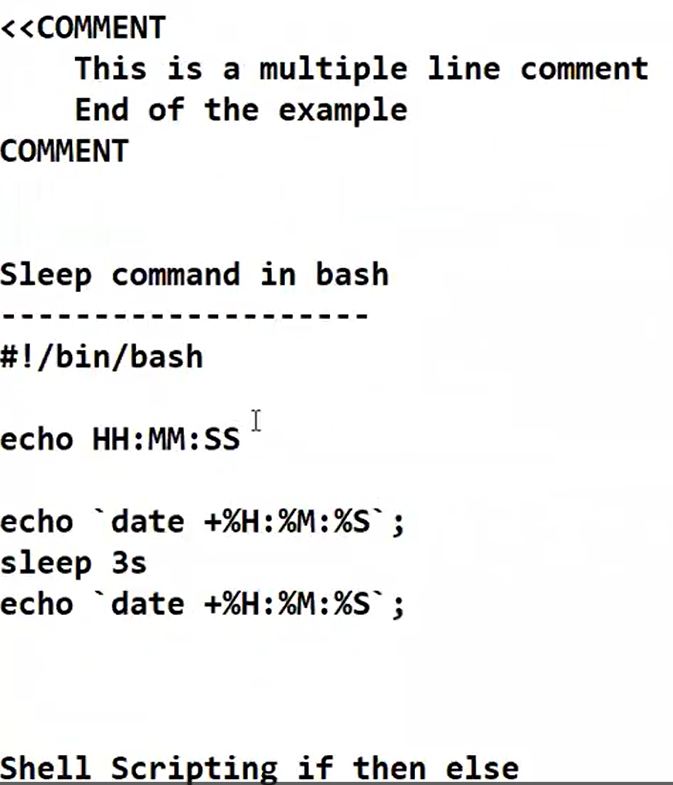 <<COMMENT
This is a multiple line comment
End of the example
COMMENT
Sleep command in bash
--------------------
#!/bin/bash
echo HH:MM:SS
echo `date +%H:%M:%S`;
sleep 3s
echo `date +%H:%M:%S`;
Shell Scripting if then else